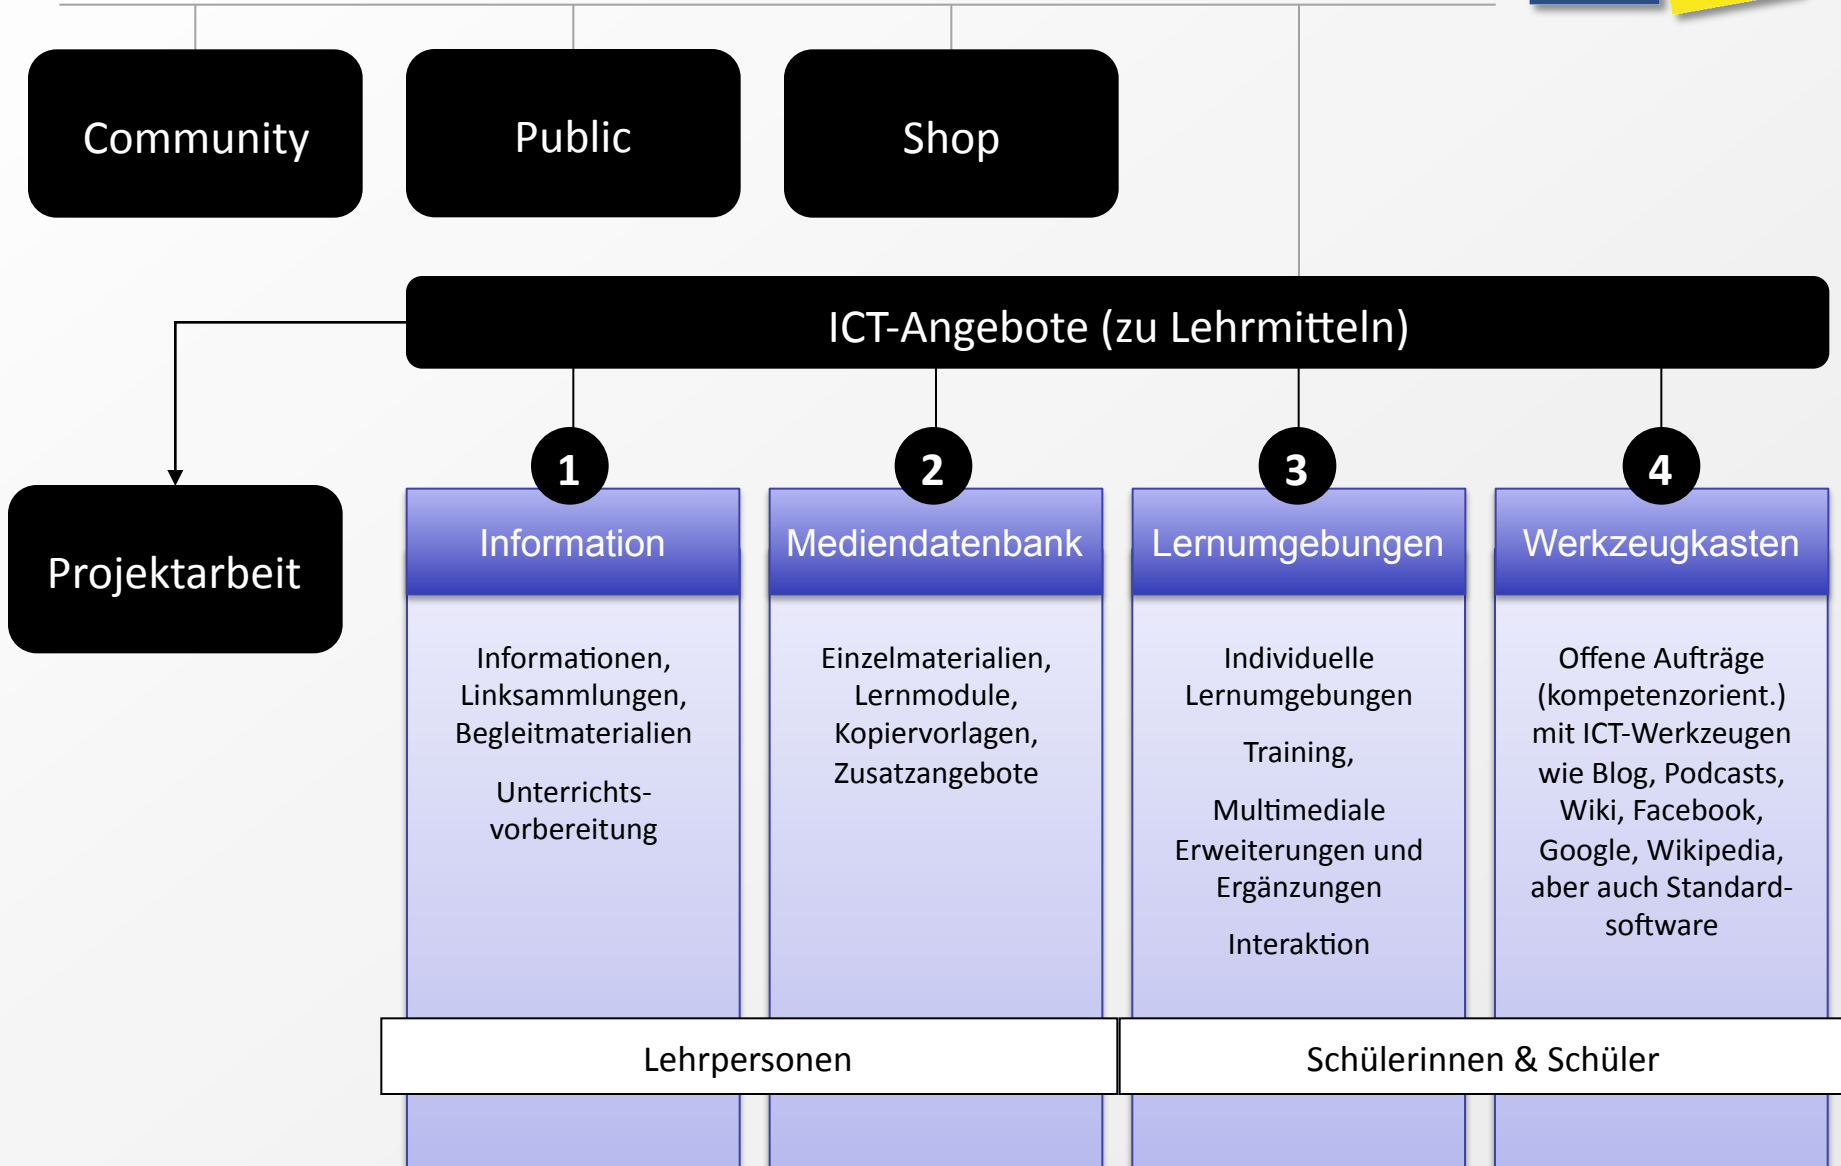 Community
Public
Shop
ICT-Angebote (zu Lehrmitteln)
Projektarbeit
1
Information
Informationen,
Linksammlungen,
Begleitmaterialien
Unterrichts-
vorbereitung
2
Mediendatenbank
Einzelmaterialien,
Lernmodule,
Kopiervorlagen,
Zusatzangebote
3
Lernumgebungen
Individuelle
Lernumgebungen
Training,
Multimediale
Erweiterungen und
Ergänzungen
Interaktion
4
Werkzeugkasten
Offene Aufträge
(kompetenzorient.)
mit ICT-Werkzeugen
wie Blog, Podcasts,
Wiki, Facebook,
Google, Wikipedia,
aber auch Standard-
software
Lehrpersonen
Schülerinnen & Schüler